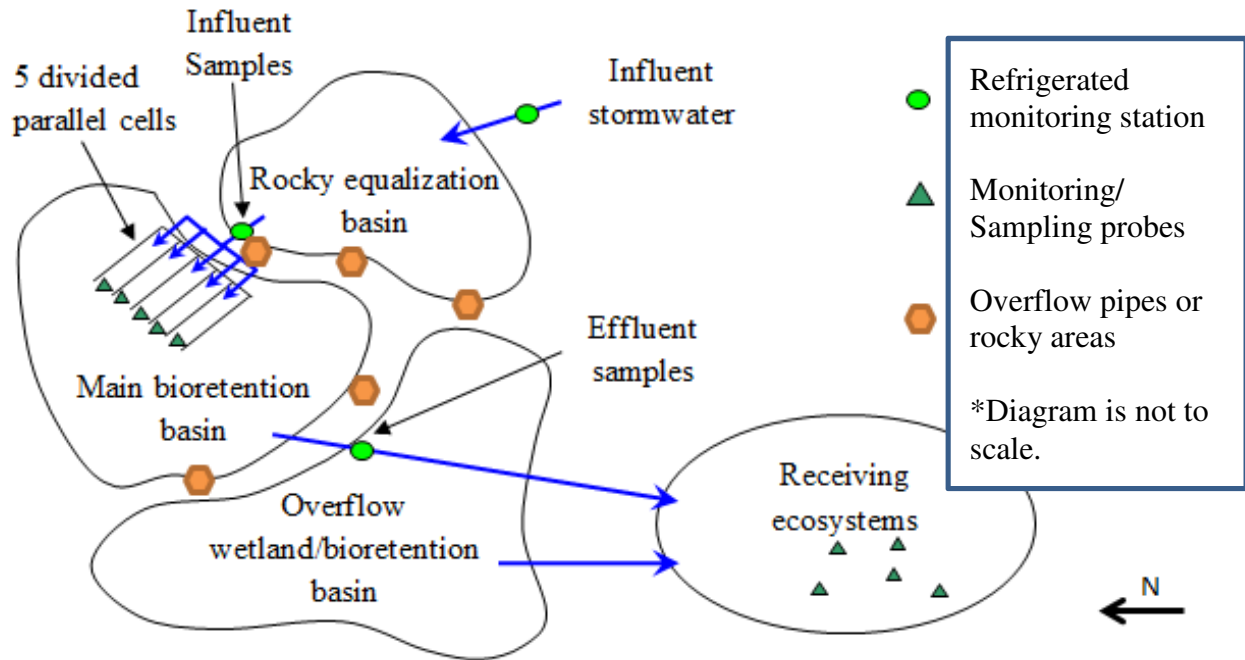 Influent
Samples
5 divided
parallel cells
Influent
stormwater
Rocky equalization
basin
Effluent
samples
Main bioretention
basin
Overflow
wetland/bioretention
basin
Receiving
ecosystems
N
Refrigerated
monitoring station
Monitoring/
Sampling probes
Overflow pipes or
rocky areas
*Diagram is not to
scale.